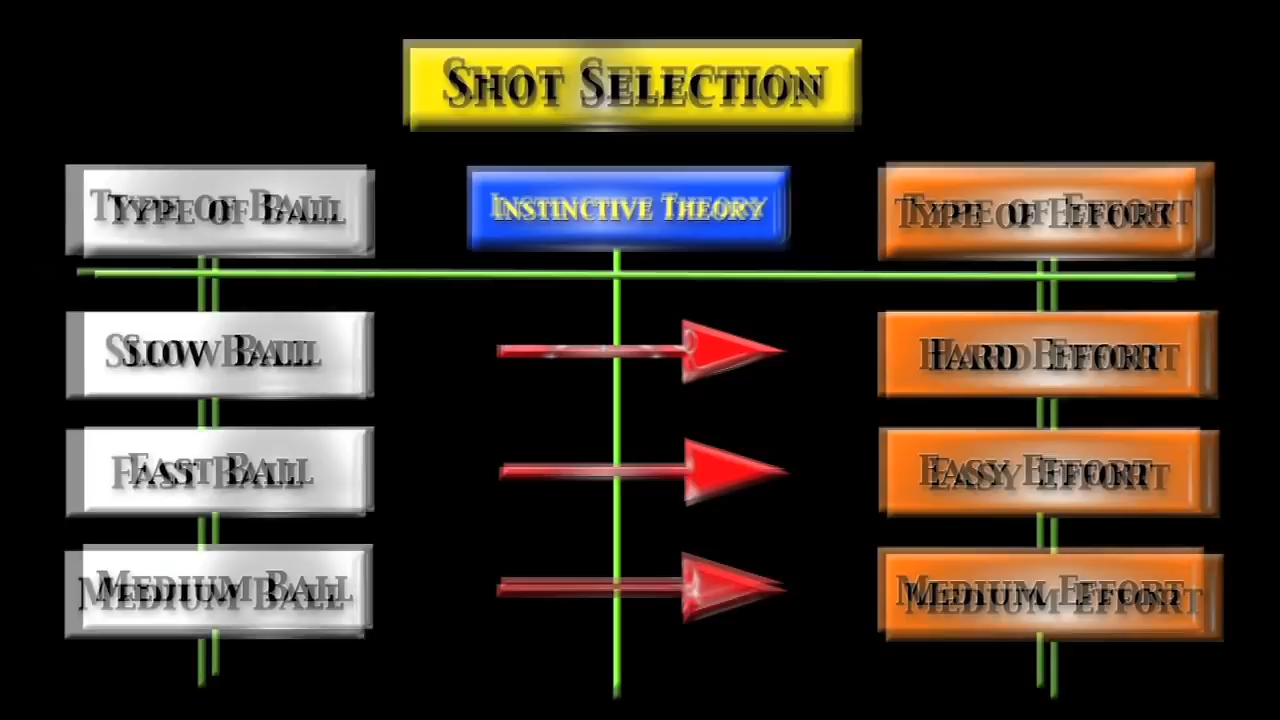 Shot Selection
Type of Ball
Instinctive Theory
Type of Effort
Slow Ball
Hard Effort
Fast Ball
Easy Effort
Medium Ball
Medium Effort